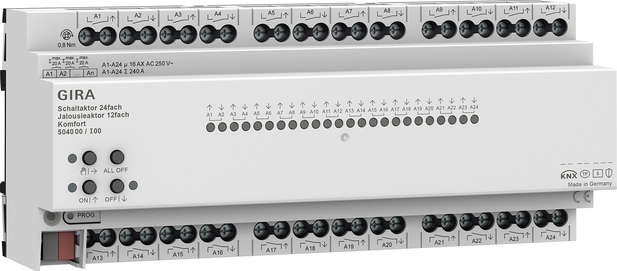 A1 ↑ A2 ↓ A3 ↑ A4 ↓ A5 ↑ A6 ↓ A7 ↑ A8 ↓ A9 ↑ A10 ↓ A11 ↑ A12 ↓
0,8 Nm
max. 20 A max. 20 A max. 20 A
A1 A2 An
A1-A24 µ 16 AX AC 250 V~
A1-A24 Σ 240 A
GIRA
Schaltaktor 24fach
Jalousieaktor 12fach
Komfort
5040 00 / I00
A1 A2 A3 A4 A5 A6 A7 A8 A9 A10 A11 A12 A13 A14 A15 A16 A17 A18 A19 A20 A21 A22 A23 A24
ALL OFF
ON | ↑ OFF | ↓
KNX TP S
Made in Germany
PROG.
CE
A13 ↑ A14 ↓ A15 ↑ A16 ↓ A17 ↑ A18 ↓ A19 ↑ A20 ↓ A21 ↑ A22 ↓ A23 ↑ A24 ↓